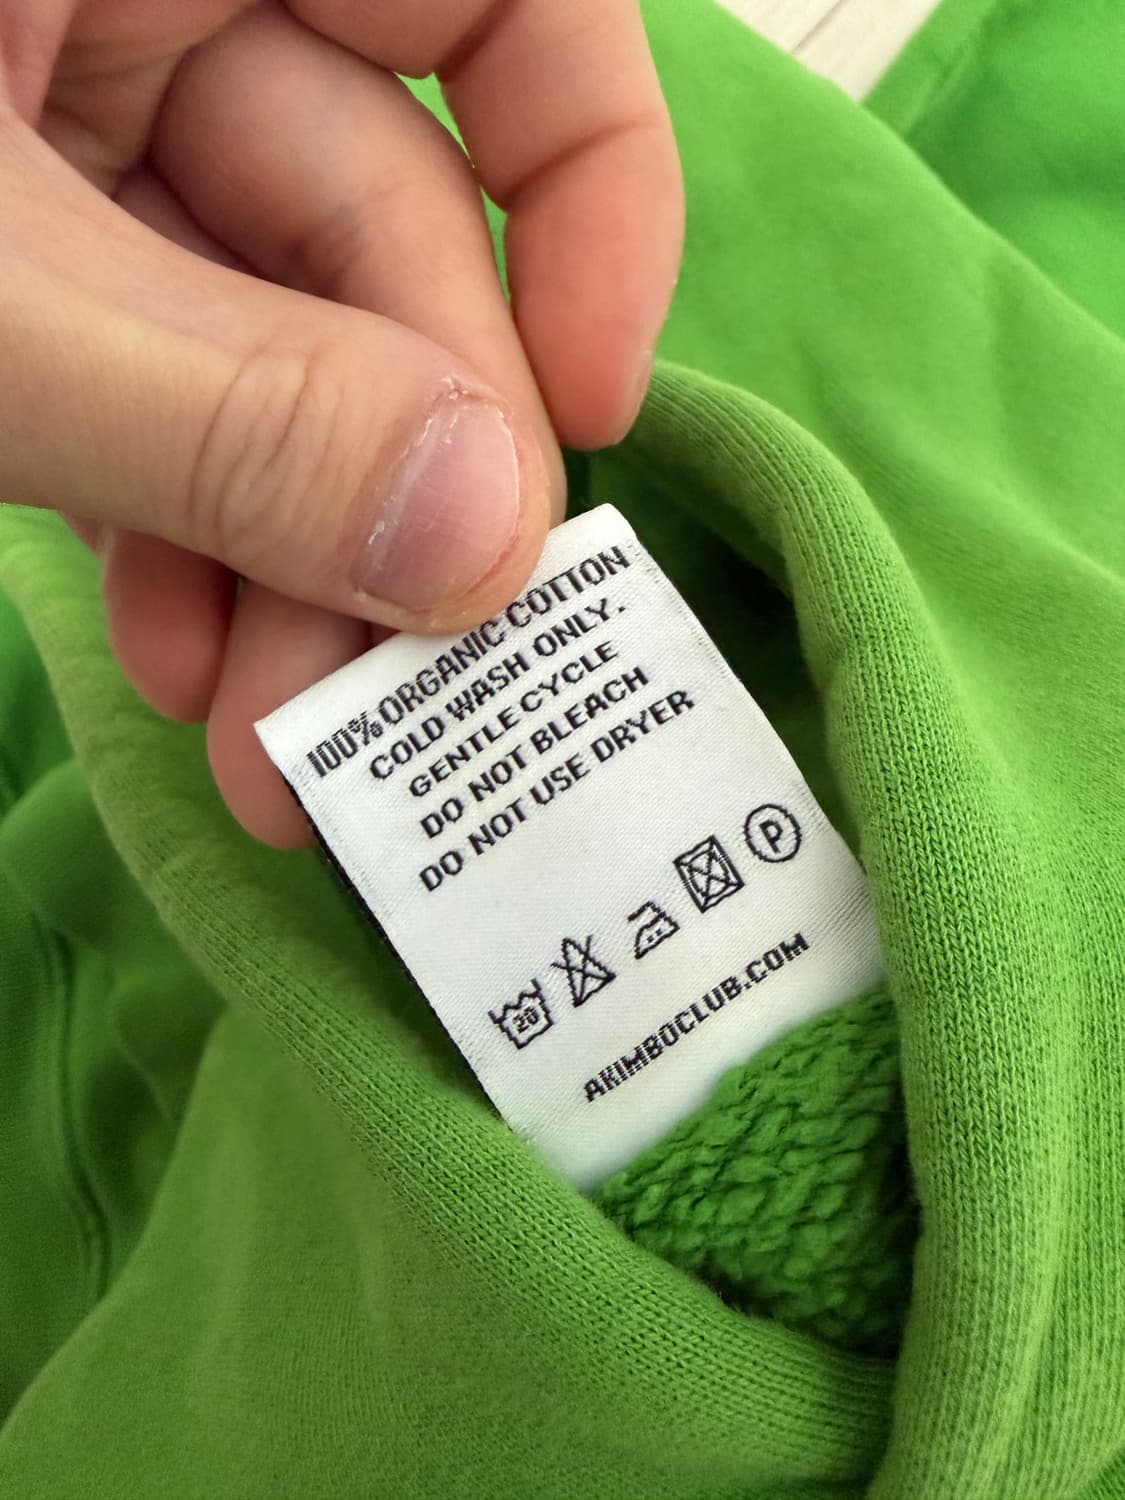 100% ORGANIC COTTON
COLD WASH ONLY.
GENTLE CYCLE
DO NOT BLEACH
DO NOT USE DRYER
20 P
AKIMBOCLUB.COM